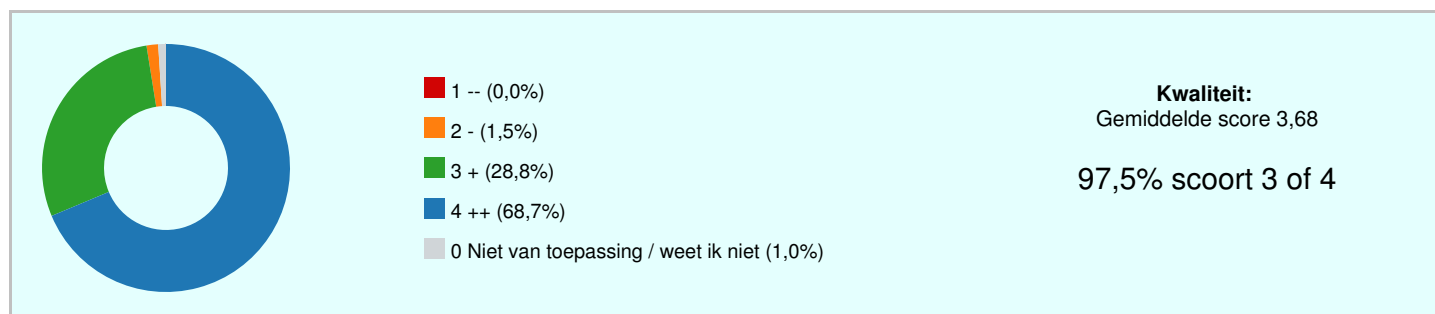 1 -- (0,0%)
2 - (1,5%)
3 + (28,8%)
4 ++ (68,7%)
0 Niet van toepassing / weet ik niet (1,0%)
Kwaliteit:
Gemiddelde score 3,68
97,5% scoort 3 of 4